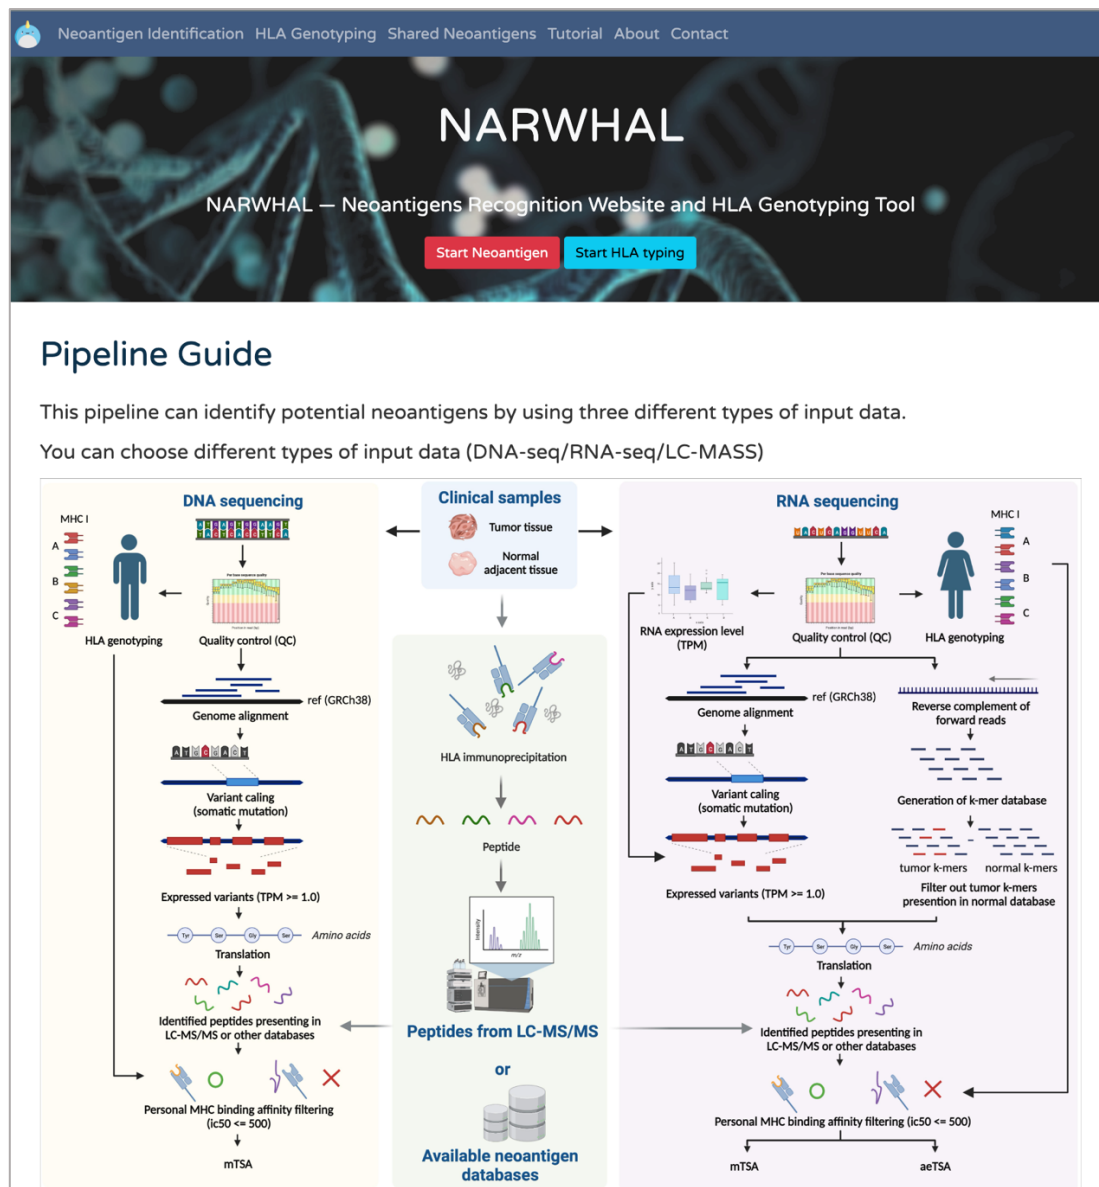 Neoantigen Identification HLA Genotyping Shared Neoantigens Tutorial About Contact
NARWHAL
NARWHAL — Neoantigens Recognition Website and HLA Genotyping Tool
Start Neoantigen
Start HLA typing
Pipeline Guide
This pipeline can identify potential neoantigens by using three different types of input data.
You can choose different types of input data (DNA-seq/RNA-seq/LC-MASS)
DNA sequencing
MHC I
A
B
C
HLA genotyping
Quality control (QC)
ref (GRCh38)
Genome alignment
A T G C G A C T
Variant caling
(somatic mutation)
Expressed variants (TPM >= 1.0)
Tyr Ser Gly Ser
Amino acids
Translation
Identified peptides presenting in
LC-MS/MS or other databases
Personal MHC binding affinity filtering
(ic50 <= 500)
mTSA
Clinical samples
Tumor tissue
Normal
adjacent tissue
HLA immunoprecipitation
Peptide
Intensity
m/z
Peptides from LC-MS/MS
or
Available neoantigen
databases
RNA sequencing
MHC I
A
B
C
RNA expression level
(TPM)
Quality control (QC)
HLA genotyping
ref (GRCh38)
Genome alignment
Reverse complement of
forward reads
A T G C G A C T
Variant caling
(somatic mutation)
Generation of k-mer database
tumor k-mers
normal k-mers
Expressed variants (TPM >= 1.0)
Filter out tumor k-mers
presention in normal database
Tyr Ser Gly Ser
Amino acids
Translation
Identified peptides presenting in
LC-MS/MS or other databases
Personal MHC binding affinity filtering (ic50 <= 500)
mTSA
aeTSA